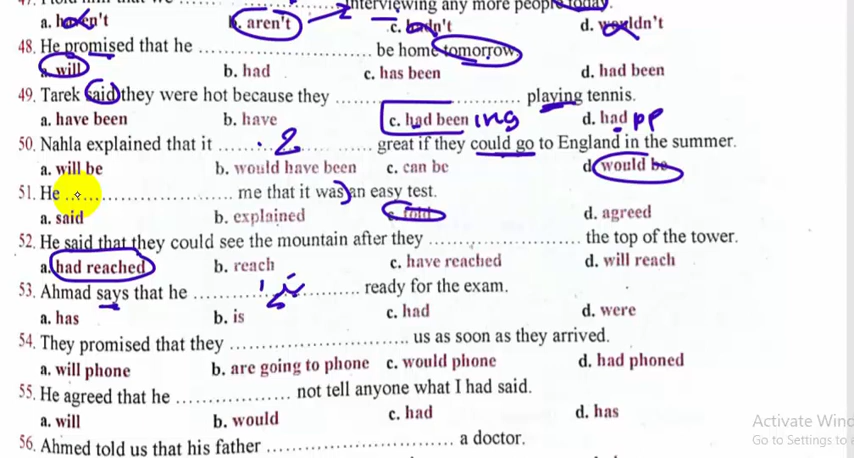 interviewing any more people today.
a. haven't b. aren't c. hadn't d. wouldn't
48. He promised that he .............................. be home tomorrow.
a. will b. had c. has been d. had been
49. Tarek said they were hot because they .............................. playing tennis.
a. have been b. have c. had been ing d. had pp
50. Nahla explained that it .............................. great if they could go to England in the summer.
a. will be b. would have been c. can be d. would be
51. He .............................. me that it was an easy test.
a. said b. explained c. told d. agreed
52. He said that they could see the mountain after they .............................. the top of the tower.
a. had reached b. reach c. have reached d. will reach
53. Ahmad says that he .............................. ready for the exam.
a. has b. is c. had d. were
54. They promised that they .............................. us as soon as they arrived.
a. will phone b. are going to phone c. would phone d. had phoned
55. He agreed that he .................... not tell anyone what I had said.
a. will b. would c. had d. has
56. Ahmed told us that his father .............................. a doctor.
Activate Wind
Go to Settings to